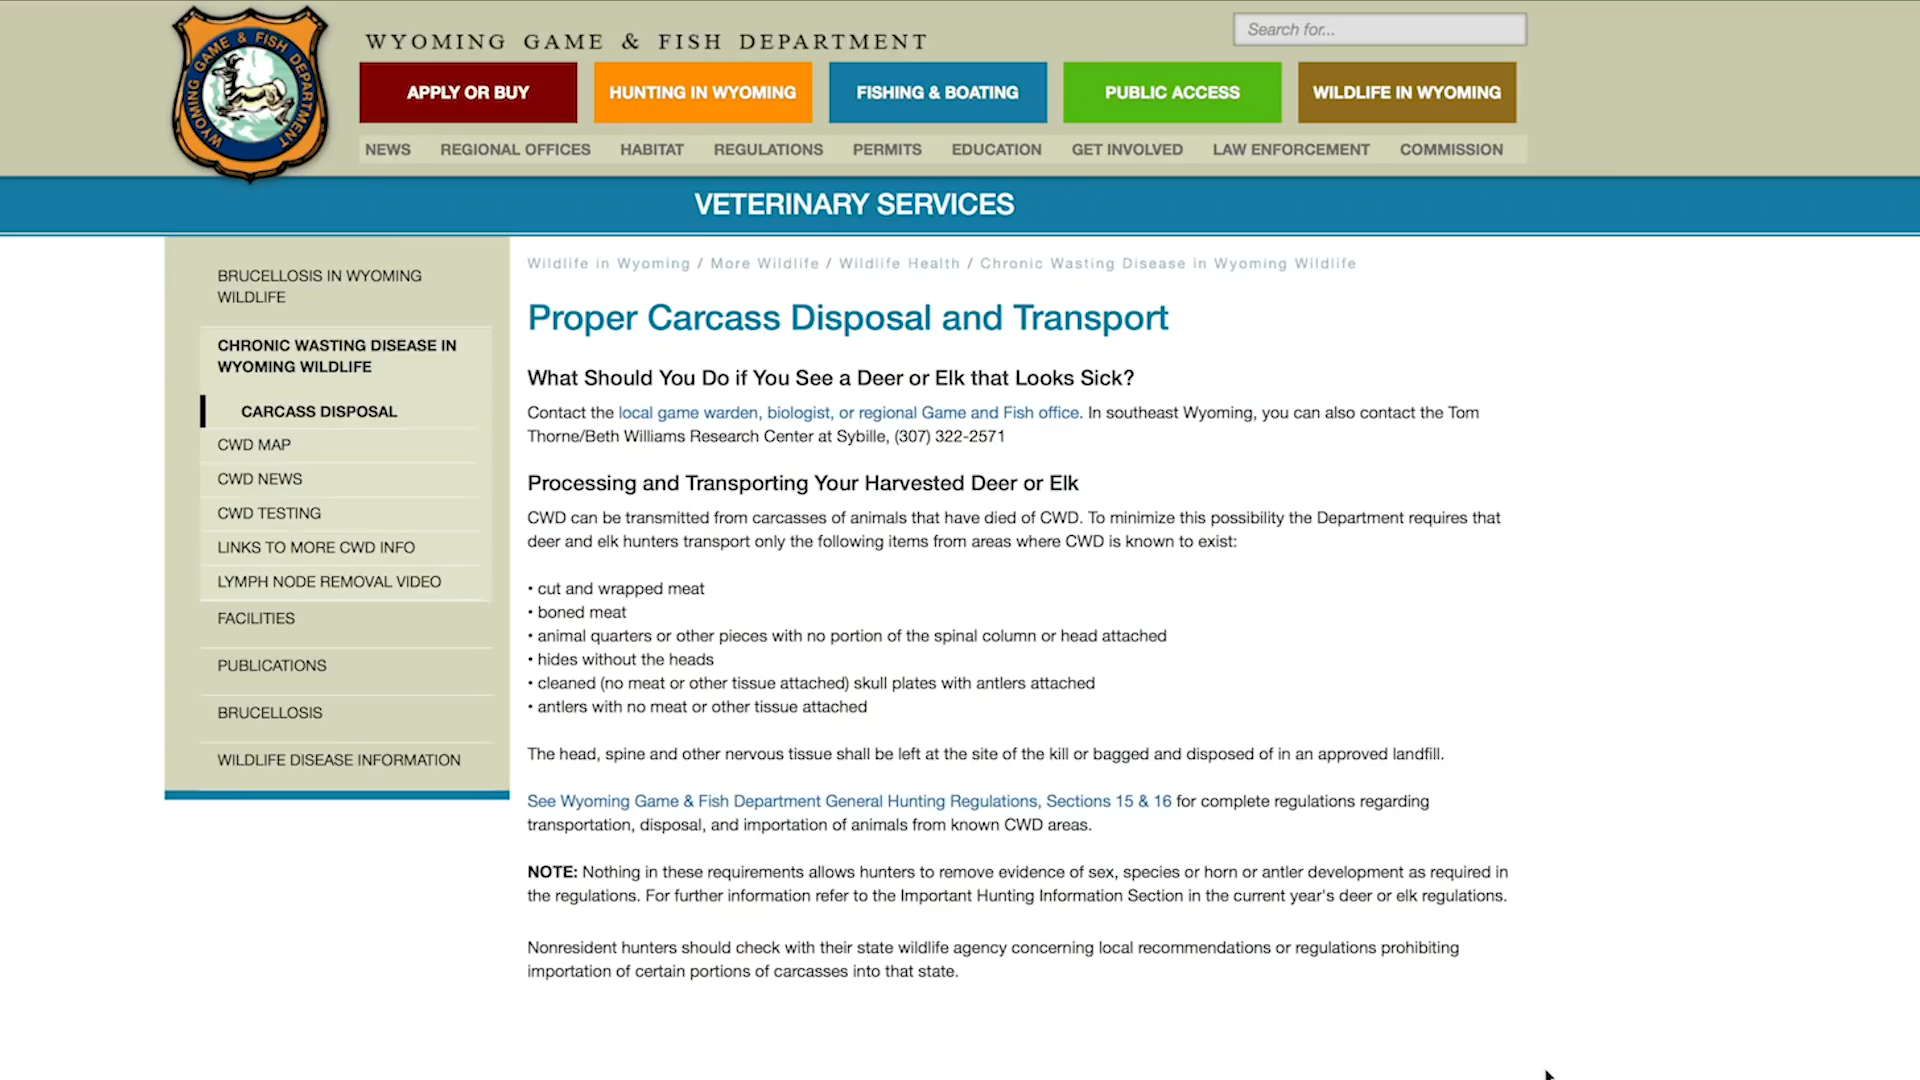 WYOMING GAME & FISH DEPARTMENT
WYOMING GAME & FISH DEPARTMENT
Search for...
APPLY OR BUY
HUNTING IN WYOMING
FISHING & BOATING
PUBLIC ACCESS
WILDLIFE IN WYOMING
NEWS
REGIONAL OFFICES
HABITAT
REGULATIONS
PERMITS
EDUCATION
GET INVOLVED
LAW ENFORCEMENT
COMMISSION
VETERINARY SERVICES
BRUCELLOSIS IN WYOMING
WILDLIFE
CHRONIC WASTING DISEASE IN
WYOMING WILDLIFE
CARCASS DISPOSAL
CWD MAP
CWD NEWS
CWD TESTING
LINKS TO MORE CWD INFO
LYMPH NODE REMOVAL VIDEO
FACILITIES
PUBLICATIONS
BRUCELLOSIS
WILDLIFE DISEASE INFORMATION
Wildlife in Wyoming / More Wildlife / Wildlife Health / Chronic Wasting Disease in Wyoming Wildlife
Proper Carcass Disposal and Transport
What Should You Do if You See a Deer or Elk that Looks Sick?
Contact the local game warden, biologist, or regional Game and Fish office. In southeast Wyoming, you can also contact the Tom
Thorne/Beth Williams Research Center at Sybille, (307) 322-2571
Processing and Transporting Your Harvested Deer or Elk
CWD can be transmitted from carcasses of animals that have died of CWD. To minimize this possibility the Department requires that
deer and elk hunters transport only the following items from areas where CWD is known to exist:
• cut and wrapped meat
• boned meat
• animal quarters or other pieces with no portion of the spinal column or head attached
• hides without the heads
• cleaned (no meat or other tissue attached) skull plates with antlers attached
• antlers with no meat or other tissue attached
The head, spine and other nervous tissue shall be left at the site of the kill or bagged and disposed of in an approved landfill.
See Wyoming Game & Fish Department General Hunting Regulations, Sections 15 & 16 for complete regulations regarding
transportation, disposal, and importation of animals from known CWD areas.
NOTE: Nothing in these requirements allows hunters to remove evidence of sex, species or horn or antler development as required in
the regulations. For further information refer to the Important Hunting Information Section in the current year's deer or elk regulations.
Nonresident hunters should check with their state wildlife agency concerning local recommendations or regulations prohibiting
importation of certain portions of carcasses into that state.